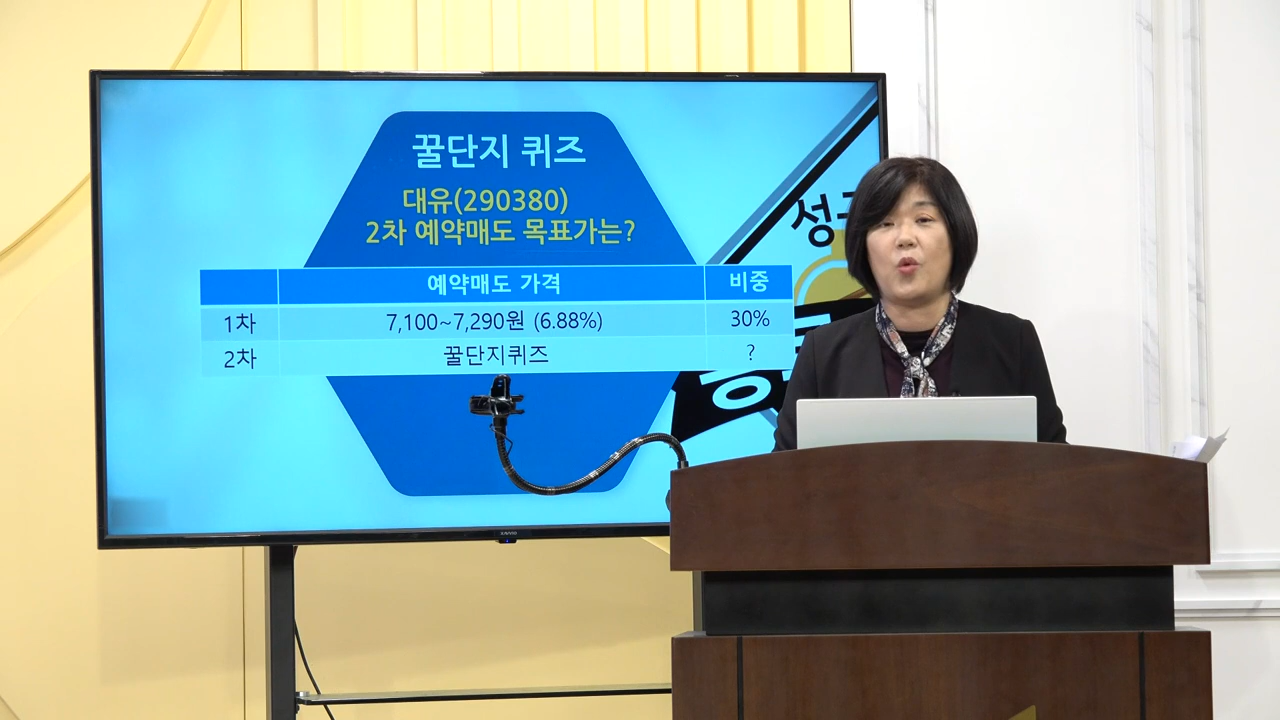 꿀단지 퀴즈
대유(290380)
2차 예약매도 목표가는?
예약매도 가격 비중
1차 7,100~7,290원 (6.88%) 30%
2차 꿀단지퀴즈 ?